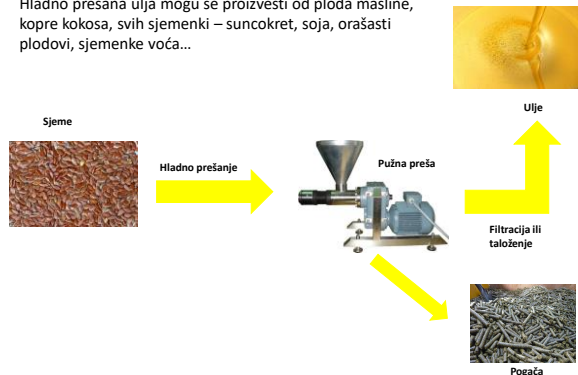 Hladno prešana ulja mogu se proizvesti od ploda masline,
kopre kokosa, svih sjemenki – suncokret, soja, orašasti
plodovi, sjemenke voća…
Ulje
Sjeme
Hladno prešanje
Pužna preša
Filtracija ili
taloženje
Pogača